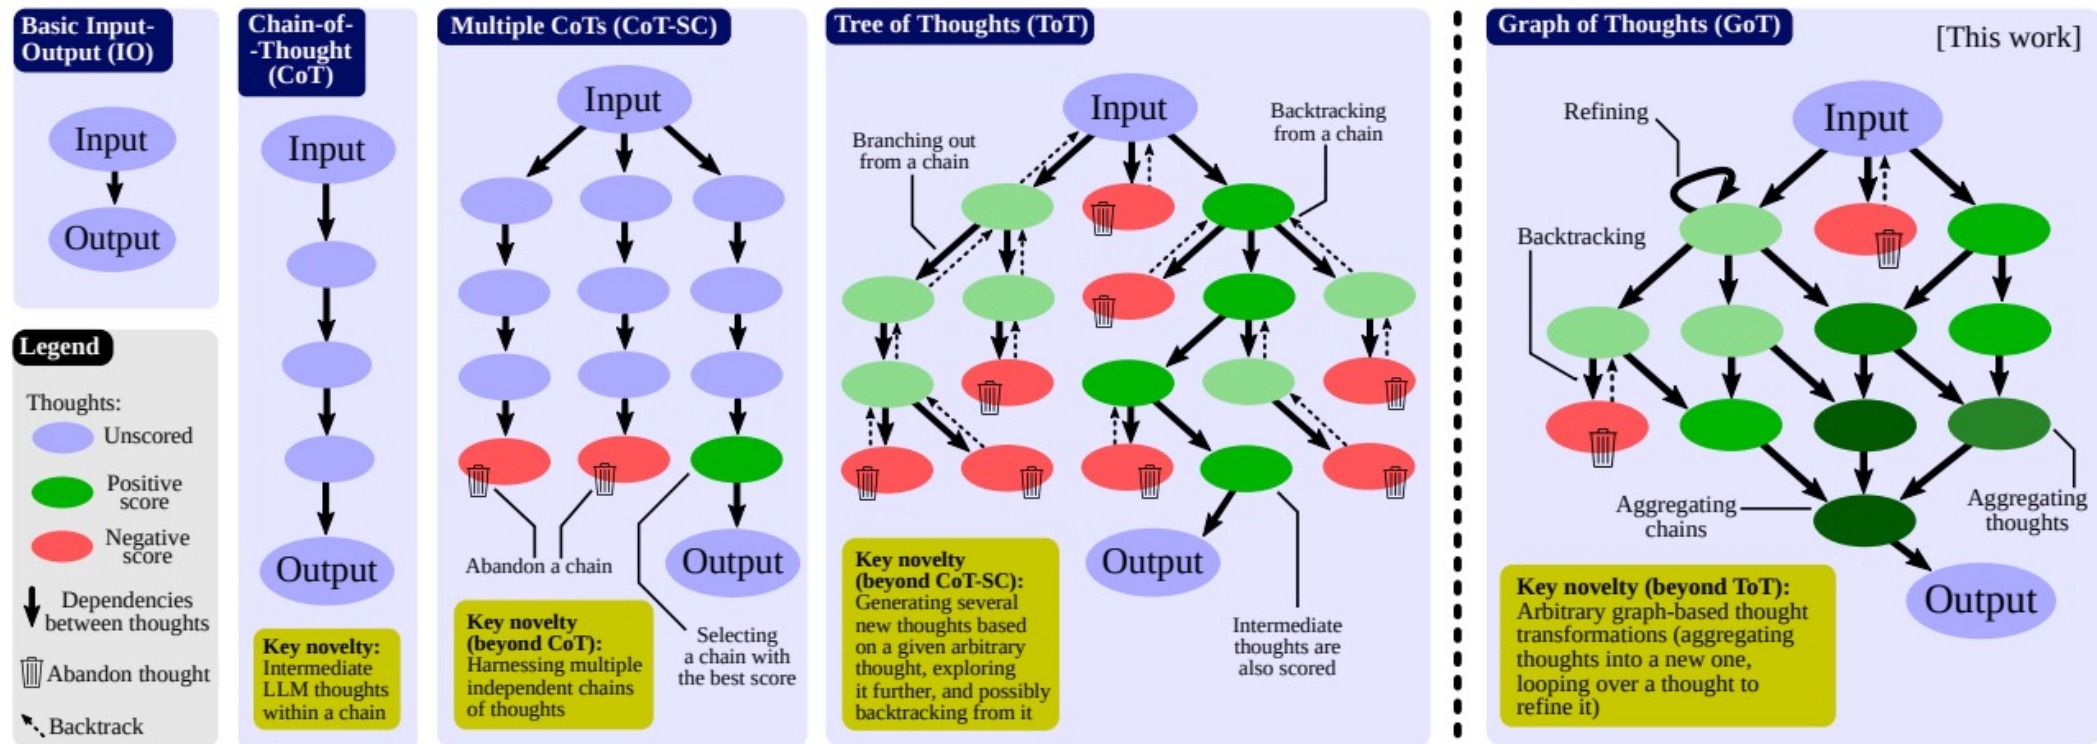 Basic Input-
Output (IO)
Input
Output
Legend
Thoughts:
Unscored
Positive
score
Negative
score
Dependencies
between thoughts
Abandon thought
Backtrack
Chain-of-
-Thought
(CoT)
Input
Output
Key novelty:
Intermediate
LLM thoughts
within a chain
Multiple CoTs (CoT-SC)
Input
Abandon a chain
Output
Key novelty
(beyond CoT):
Harnessing multiple
independent chains
of thoughts
Selecting
a chain with
the best score
Tree of Thoughts (ToT)
Input
Branching out
from a chain
Backtracking
from a chain
Output
Key novelty
(beyond CoT-SC):
Generating several
new thoughts based
on a given arbitrary
thought, exploring
it further, and possibly
backtracking from it
Intermediate
thoughts are
also scored
Graph of Thoughts (GoT)
[This work]
Refining
Input
Backtracking
Aggregating
chains
Aggregating
thoughts
Output
Key novelty (beyond ToT):
Arbitrary graph-based thought
transformations (aggregating
thoughts into a new one,
looping over a thought to
refine it)